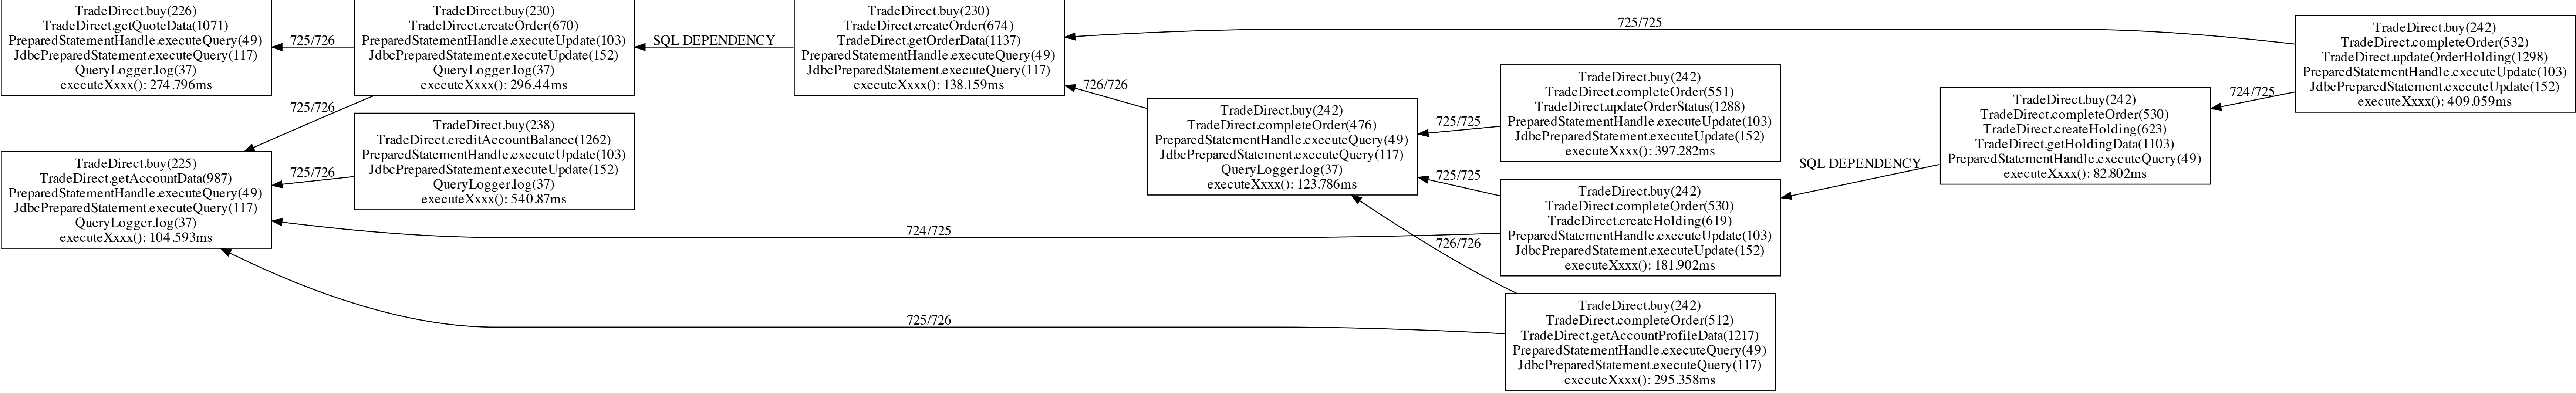 TradeDirect.buy(226)
TradeDirect.getQuoteData(1071)
PreparedStatementHandle.executeQuery(49)
JdbcPreparedStatement.executeQuery(117)
QueryLogger.log(37)
executeXxxx(): 274.796ms
725/726
TradeDirect.buy(230)
TradeDirect.createOrder(670)
PreparedStatementHandle.executeUpdate(103)
JdbcPreparedStatement.executeUpdate(152)
QueryLogger.log(37)
executeXxxx(): 296.44ms
SQL DEPENDENCY
TradeDirect.buy(230)
TradeDirect.createOrder(674)
TradeDirect.getOrderData(1137)
PreparedStatementHandle.executeQuery(49)
JdbcPreparedStatement.executeQuery(117)
executeXxxx(): 138.159ms
725/725
TradeDirect.buy(242)
TradeDirect.completeOrder(532)
TradeDirect.updateOrderHolding(1298)
PreparedStatementHandle.executeUpdate(103)
JdbcPreparedStatement.executeUpdate(152)
executeXxxx(): 409.059ms
725/726
TradeDirect.buy(238)
TradeDirect.creditAccountBalance(1262)
PreparedStatementHandle.executeUpdate(103)
JdbcPreparedStatement.executeUpdate(152)
QueryLogger.log(37)
executeXxxx(): 540.87ms
726/726
TradeDirect.buy(242)
TradeDirect.completeOrder(476)
PreparedStatementHandle.executeQuery(49)
JdbcPreparedStatement.executeQuery(117)
QueryLogger.log(37)
executeXxxx(): 123.786ms
725/725
TradeDirect.buy(242)
TradeDirect.completeOrder(551)
TradeDirect.updateOrderStatus(1288)
PreparedStatementHandle.executeUpdate(103)
JdbcPreparedStatement.executeUpdate(152)
executeXxxx(): 397.282ms
SQL DEPENDENCY
TradeDirect.buy(242)
TradeDirect.completeOrder(530)
TradeDirect.createHolding(623)
TradeDirect.getHoldingData(1103)
PreparedStatementHandle.executeQuery(49)
executeXxxx(): 82.802ms
724/725
TradeDirect.buy(225)
TradeDirect.getAccountData(987)
PreparedStatementHandle.executeQuery(49)
JdbcPreparedStatement.executeQuery(117)
QueryLogger.log(37)
executeXxxx(): 104.593ms
725/726
724/725
725/725
TradeDirect.buy(242)
TradeDirect.completeOrder(530)
TradeDirect.createHolding(619)
PreparedStatementHandle.executeUpdate(103)
JdbcPreparedStatement.executeUpdate(152)
executeXxxx(): 181.902ms
726/726
725/726
TradeDirect.buy(242)
TradeDirect.completeOrder(512)
TradeDirect.getAccountProfileData(1217)
PreparedStatementHandle.executeQuery(49)
JdbcPreparedStatement.executeQuery(117)
executeXxxx(): 295.358ms